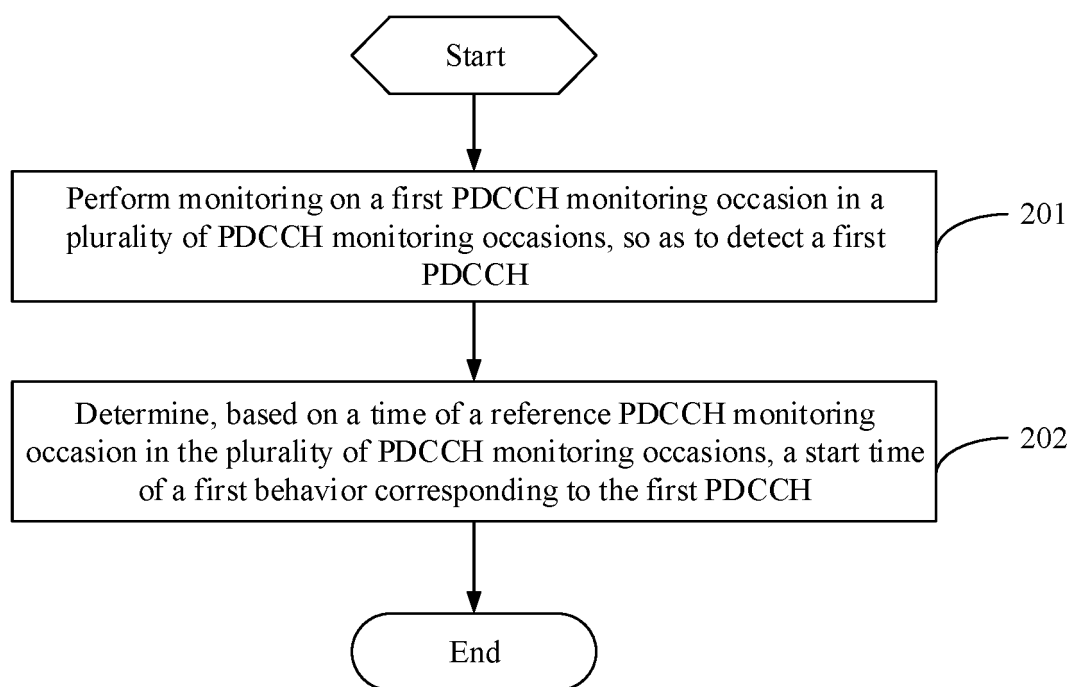 Start
Perform monitoring on a first PDCCH monitoring occasion in a
plurality of PDCCH monitoring occasions, so as to detect a first
PDCCH
201
Determine, based on a time of a reference PDCCH monitoring
occasion in the plurality of PDCCH monitoring occasions, a start time
of a first behavior corresponding to the first PDCCH
202
End